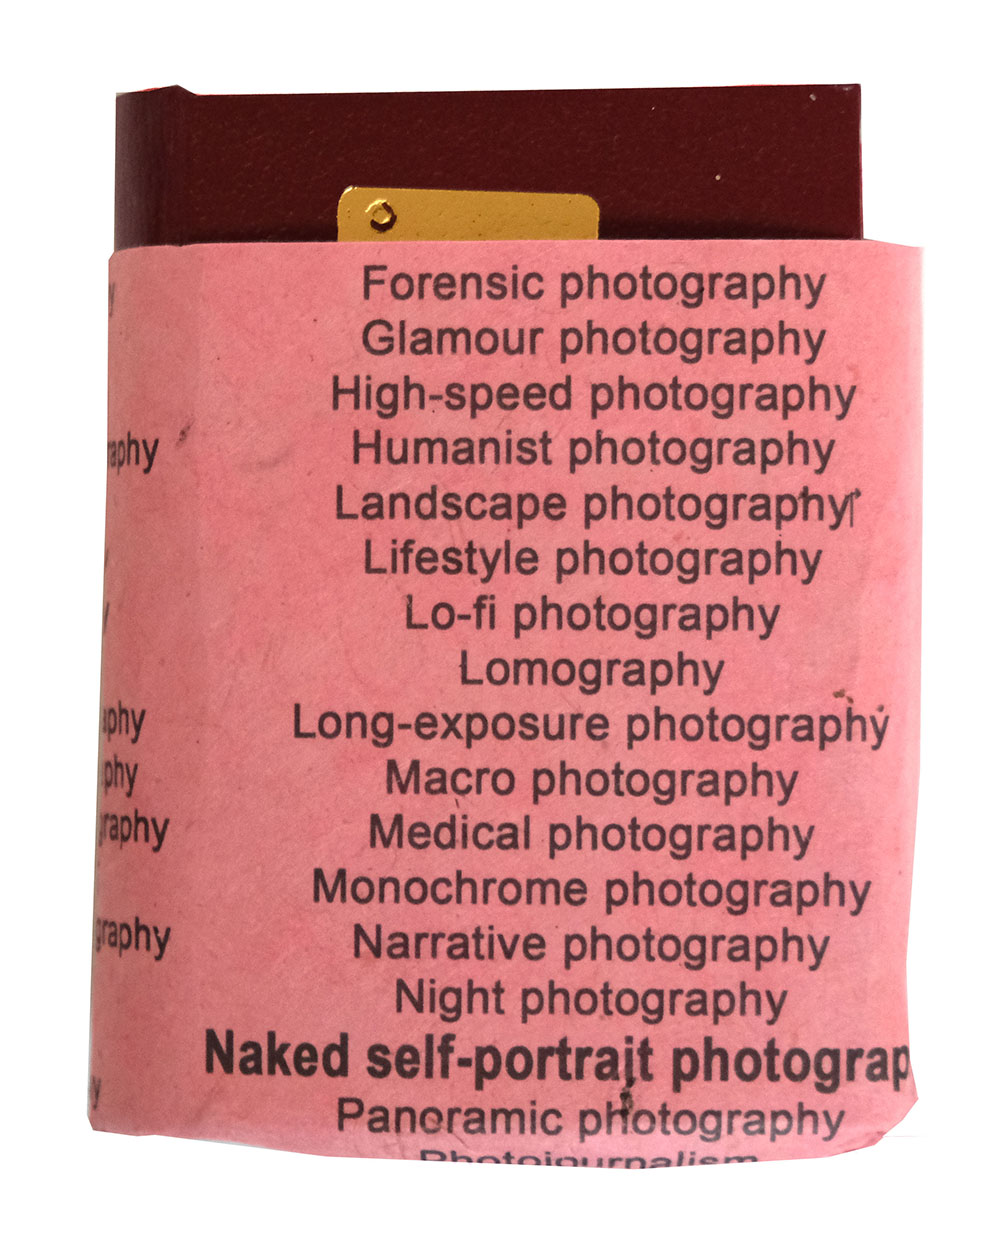 Forensic photography
Glamour photography
High-speed photography
Humanist photography
Landscape photography
Lifestyle photography
Lo-fi photography
Lomography
Long-exposure photography
Macro photography
Medical photography
Monochrome photography
Narrative photography
Night photography
Naked self-portrait photograp
Panoramic photography
Photojournalism